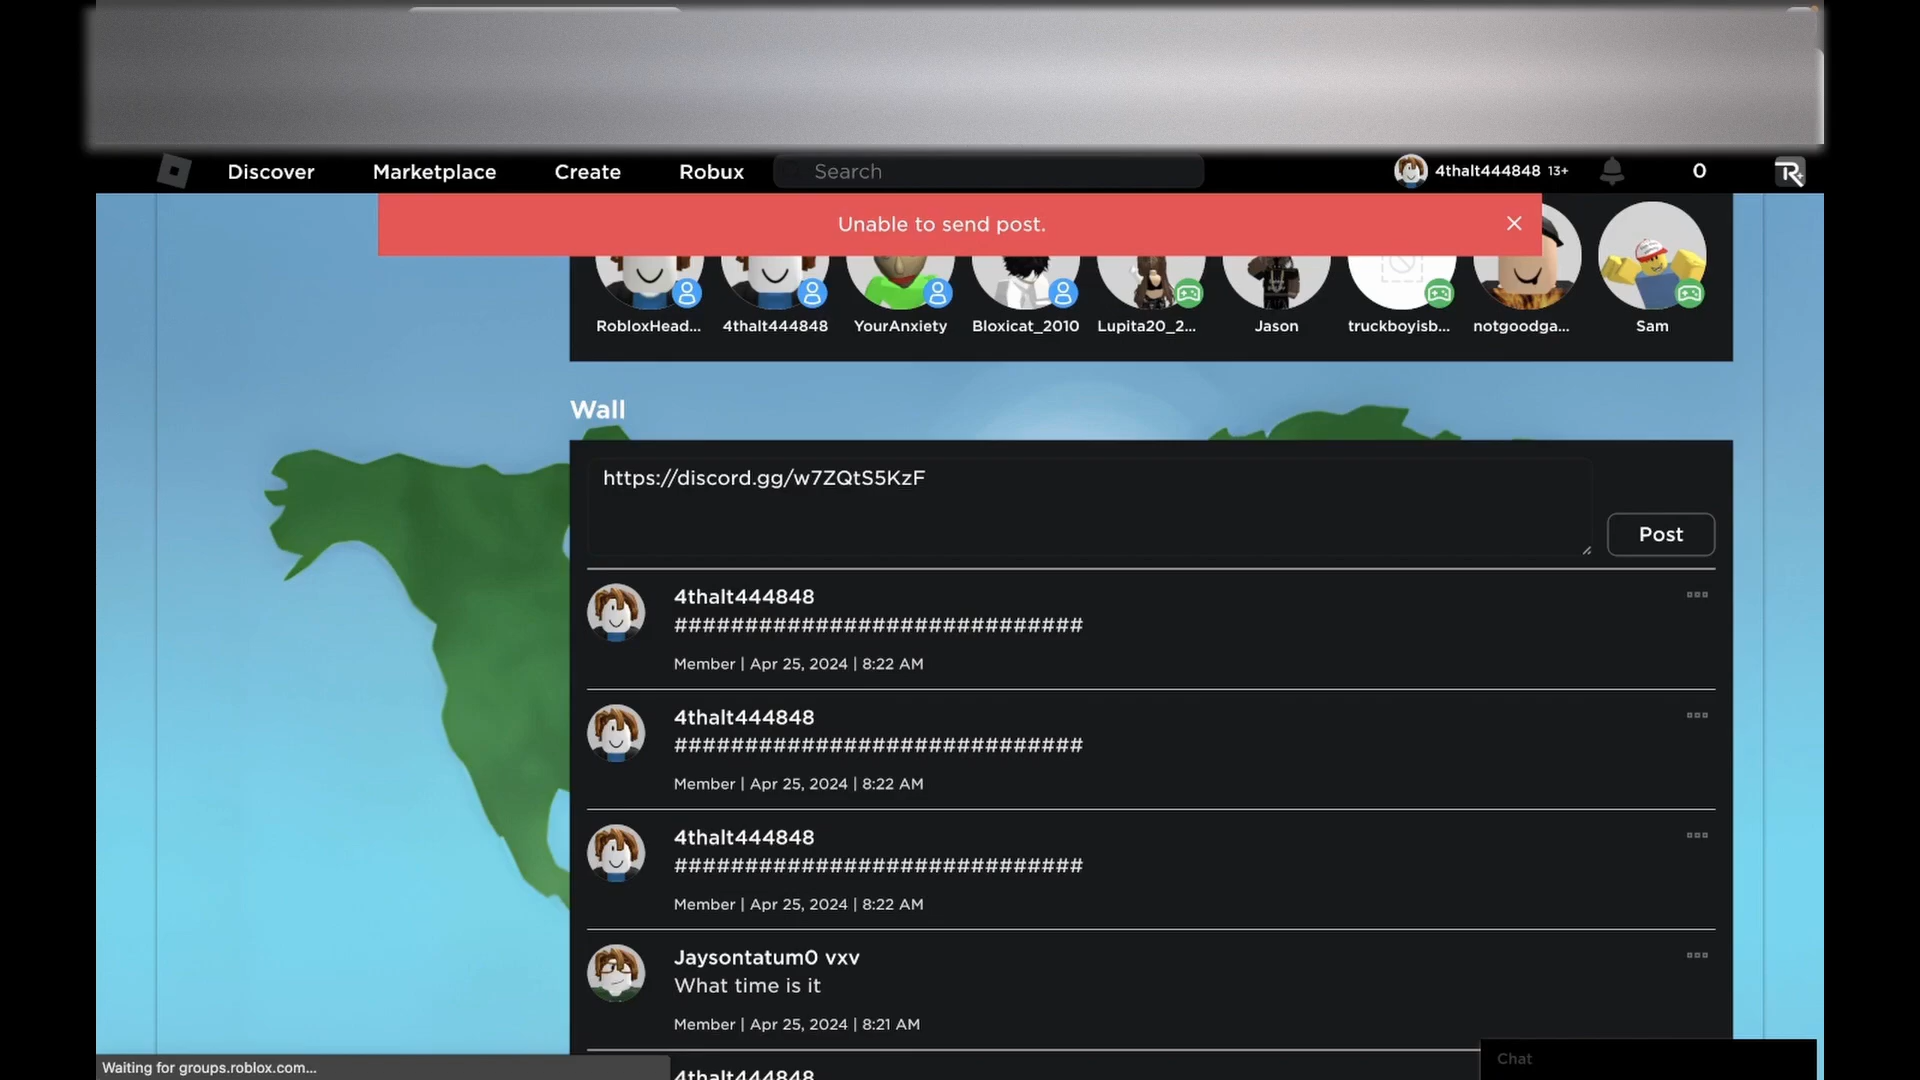 Discover Marketplace Create Robux Search 4thalt444848 13+ 0
Unable to send post.
RobloxHead... 4thalt444848 YourAnxiety Bloxicat_2010 Lupita20_2... Jason truckboyisb... notgoodga... Sam
Wall
https://discord.gg/w7ZQtS5KzF
Post
4thalt444848
#############################
Member | Apr 25, 2024 | 8:22 AM
4thalt444848
#############################
Member | Apr 25, 2024 | 8:22 AM
4thalt444848
#############################
Member | Apr 25, 2024 | 8:22 AM
Jaysontatum0 vxv
What time is it
Member | Apr 25, 2024 | 8:21 AM
4thalt444848
Chat
Waiting for groups.roblox.com...